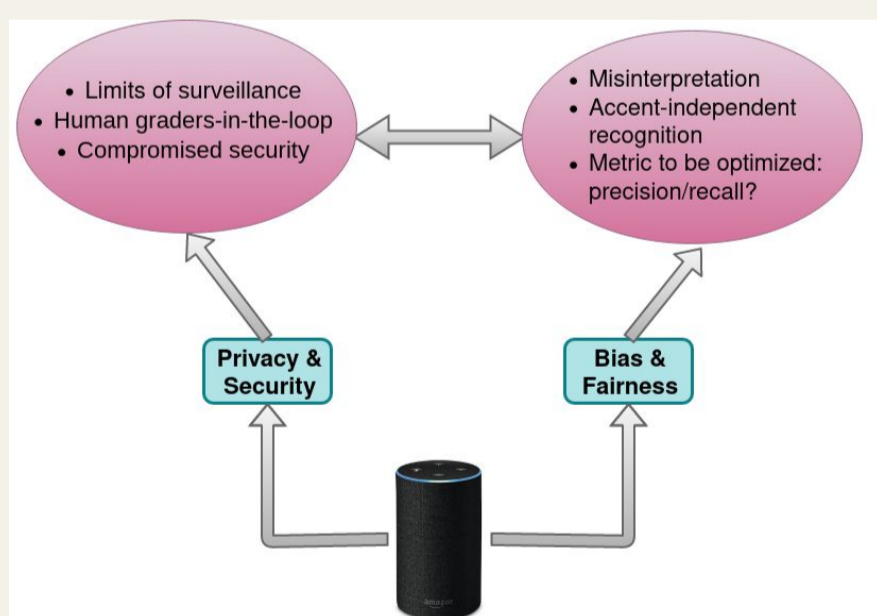 • Limits of surveillance
• Human graders-in-the-loop
• Compromised security
• Misinterpretation
• Accent-independent
recognition
• Metric to be optimized:
precision/recall?
Privacy &
Security
Bias &
Fairness
amazon